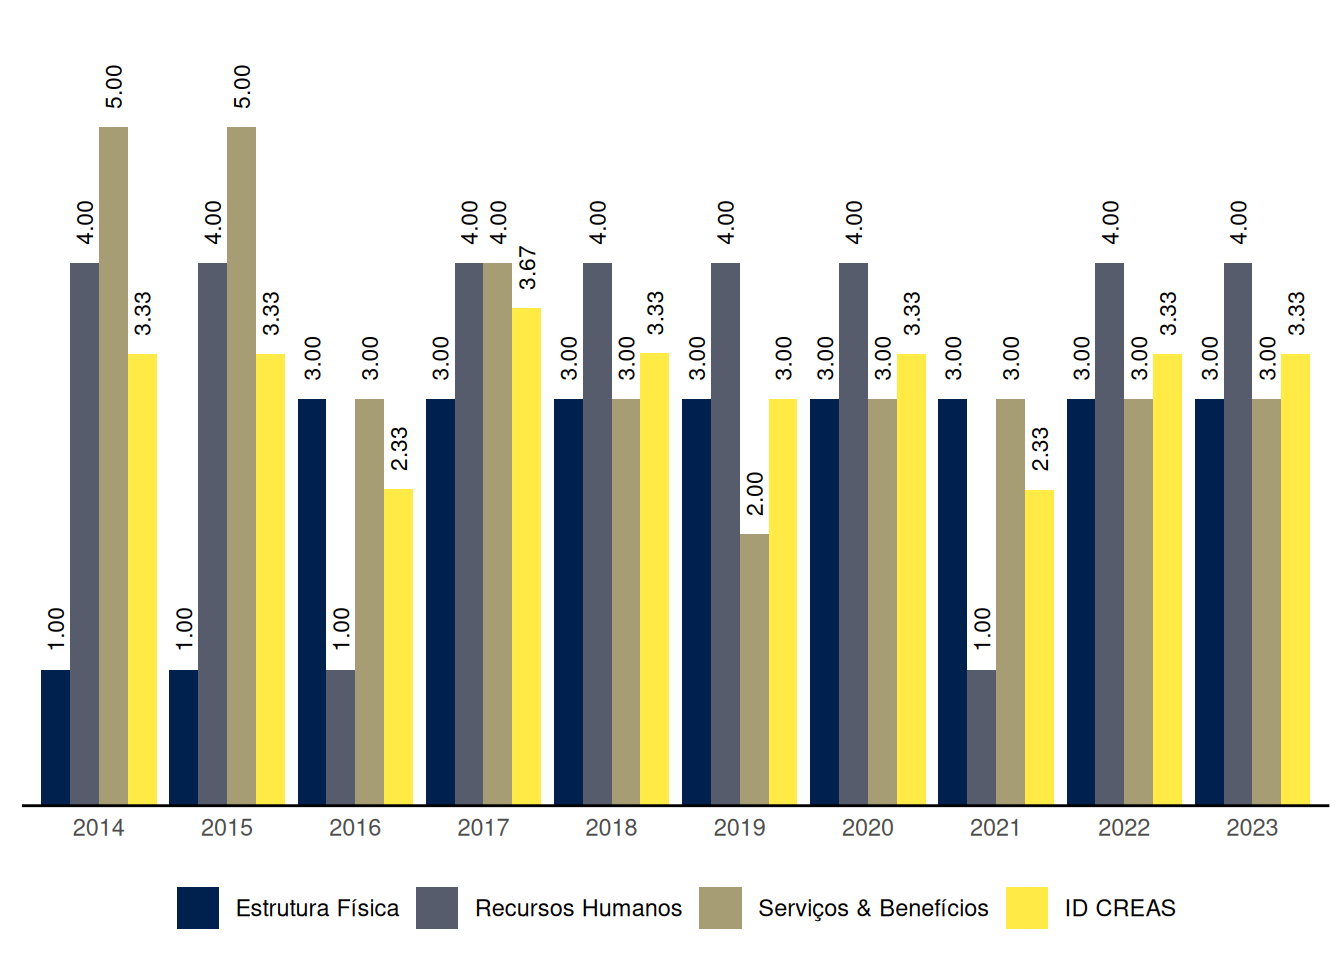 1.00 4.00 5.00 3.33 1.00 4.00 5.00 3.33 3.00 1.00 3.00 2.33 3.00 4.00 4.00 3.67 3.00 4.00 3.00 3.33 3.00 4.00 2.00 3.00 3.00 4.00 3.00 3.33 3.00 1.00 3.00 2.33 3.00 4.00 3.00 3.33 3.00 4.00 3.00 3.33
2014 2015 2016 2017 2018 2019 2020 2021 2022 2023
Estrutura Física Recursos Humanos Serviços & Benefícios ID CREAS